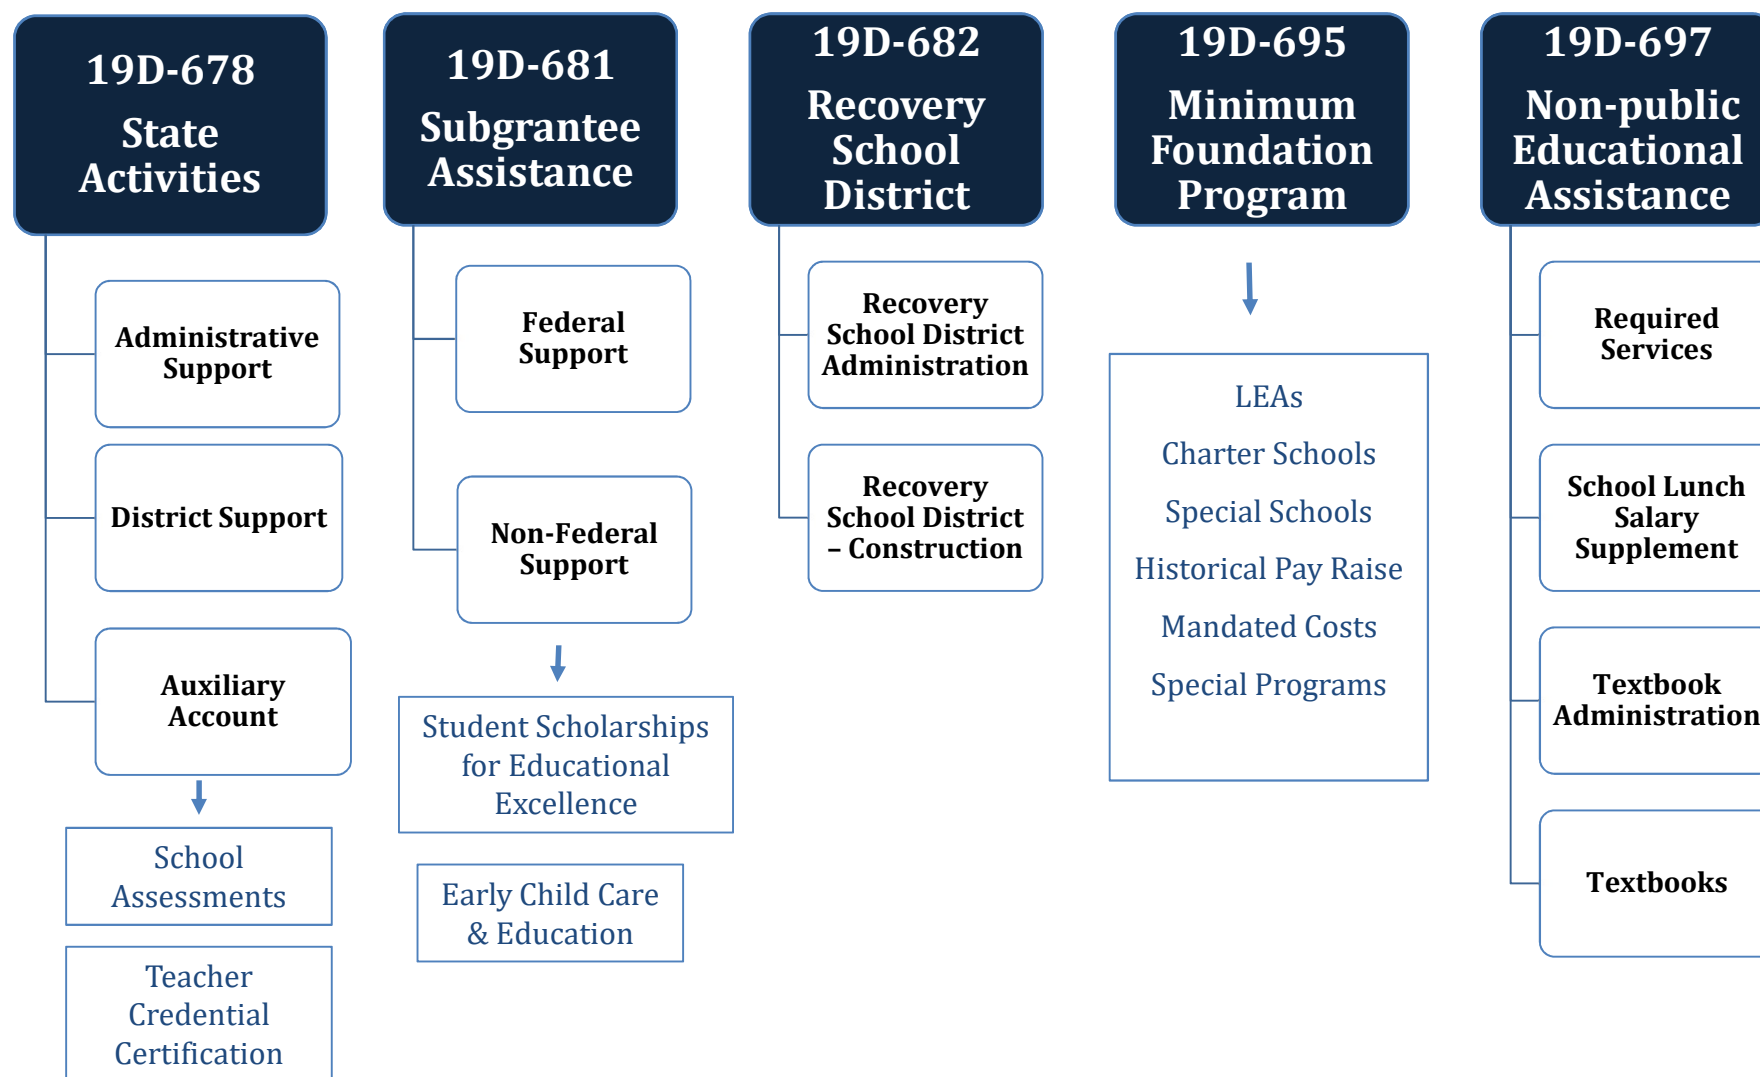 19D-678
State
Activities
Administrative
Support
District Support
Auxiliary
Account
School
Assessments
Teacher
Credential
Certification
19D-681
Subgrantee
Assistance
Federal
Support
Non-Federal
Support
Student Scholarships
for Educational
Excellence
Early Child Care
& Education
19D-682
Recovery
School
District
Recovery
School District
Administration
Recovery
School District
– Construction
19D-695
Minimum
Foundation
Program
LEAs
Charter Schools
Special Schools
Historical Pay Raise
Mandated Costs
Special Programs
19D-697
Non-public
Educational
Assistance
Required
Services
School Lunch
Salary
Supplement
Textbook
Administration
Textbooks